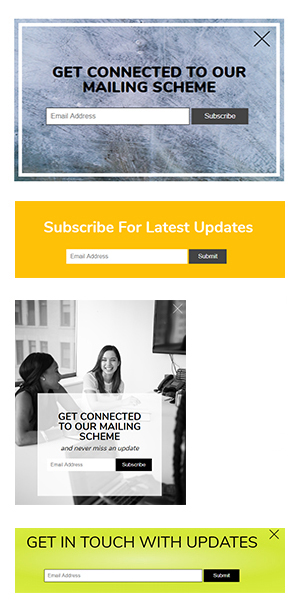 GET CONNECTED TO OUR
MAILING SCHEME
Email Address
Subscribe
Subscribe For Latest Updates
Email Address
Submit
GET CONNECTED
TO OUR MAILING
SCHEME
and never miss an update
Email Address
Subscribe
GET IN TOUCH WITH UPDATES
Email Address
Submit